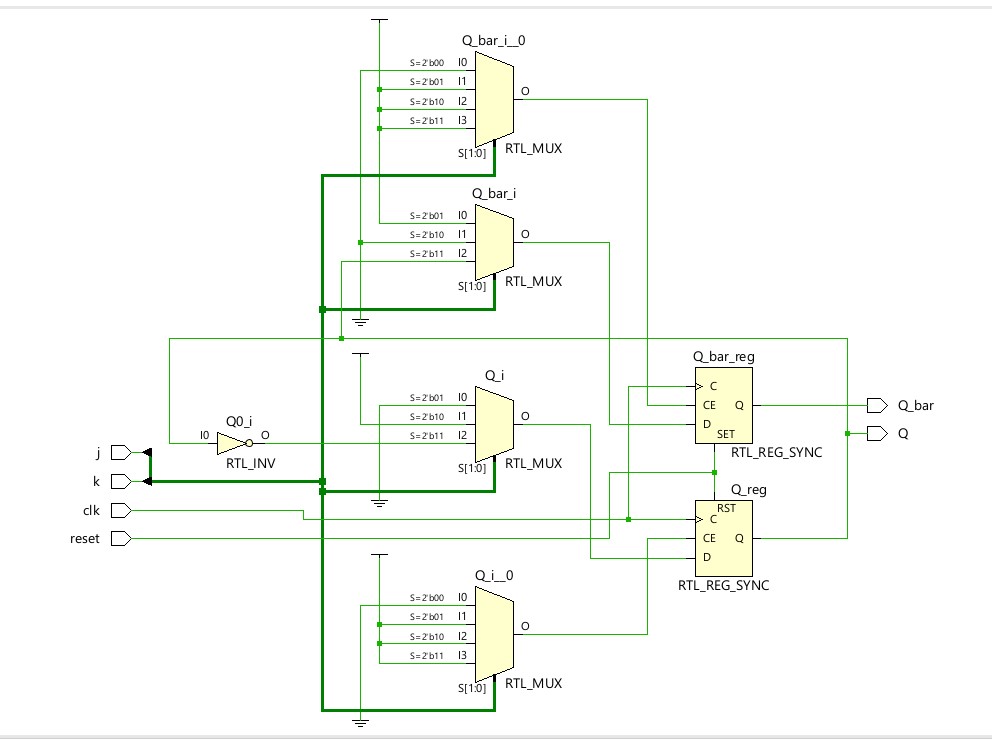 Q_bar_i__0
S=2'b00 I0
S=2'b01 I1
S=2'b10 I2
S=2'b11 I3
O
S[1:0]
RTL_MUX
Q_bar_i
S=2'b01 I0
S=2'b10 I1
S=2'b11 I2
O
S[1:0]
RTL_MUX
Q_i
S=2'b01 I0
S=2'b10 I1
S=2'b11 I2
O
S[1:0]
RTL_MUX
Q0_i
I0 O
RTL_INV
j
k
clk
reset
Q_bar_reg
C
CE Q
D
SET
RTL_REG_SYNC
Q_bar
Q
Q_reg
RST
C
CE Q
D
RTL_REG_SYNC
Q_i__0
S=2'b00 I0
S=2'b01 I1
S=2'b10 I2
S=2'b11 I3
O
S[1:0]
RTL_MUX